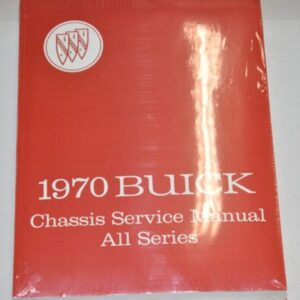 1970 BUICK
Chassis Service Manual
All Series